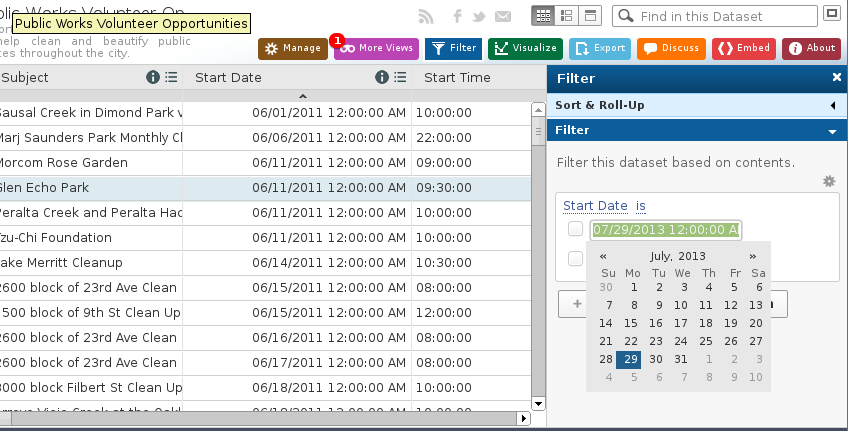 Public Works Volunteer Opportunities
help clean and beautify public
throughout the city.
Find in this Dataset
Manage
1
More Views
Filter
Visualize
Export
Discuss
Embed
About
Subject Start Date Start Time
Sausal Creek in Dimond Park 06/01/2011 12:00:00 AM 10:00:00
Marj Saunders Park Monthly Cl 06/06/2011 12:00:00 AM 22:00:00
Morcom Rose Garden 06/11/2011 12:00:00 AM 09:00:00
Glen Echo Park 06/11/2011 12:00:00 AM 09:30:00
Peralta Creek and Peralta Hac 06/11/2011 12:00:00 AM 10:00:00
Tzu-Chi Foundation 06/11/2011 12:00:00 AM 10:00:00
Lake Merritt Cleanup 06/14/2011 12:00:00 AM 10:30:00
2600 block of 23rd Ave Clean 06/15/2011 12:00:00 AM 08:00:00
1500 block of 9th St Clean Up 06/15/2011 12:00:00 AM 12:00:00
2600 block of 23rd Ave Clean 06/16/2011 12:00:00 AM 08:00:00
2600 block of 23rd Ave Clean 06/17/2011 12:00:00 AM 08:00:00
3000 block Filbert St Clean Up 06/18/2011 12:00:00 AM 10:00:00
Filter
Sort & Roll-Up
Filter
Filter this dataset based on contents.
Start Date is
07/29/2013 12:00:00 A
« July, 2013 »
Su Mo Tu We Th Fr Sa
30 1 2 3 4 5 6
7 8 9 10 11 12 13
14 15 16 17 18 19 20
21 22 23 24 25 26 27
28 29 30 31 1 2 3
4 5 6 7 8 9 10